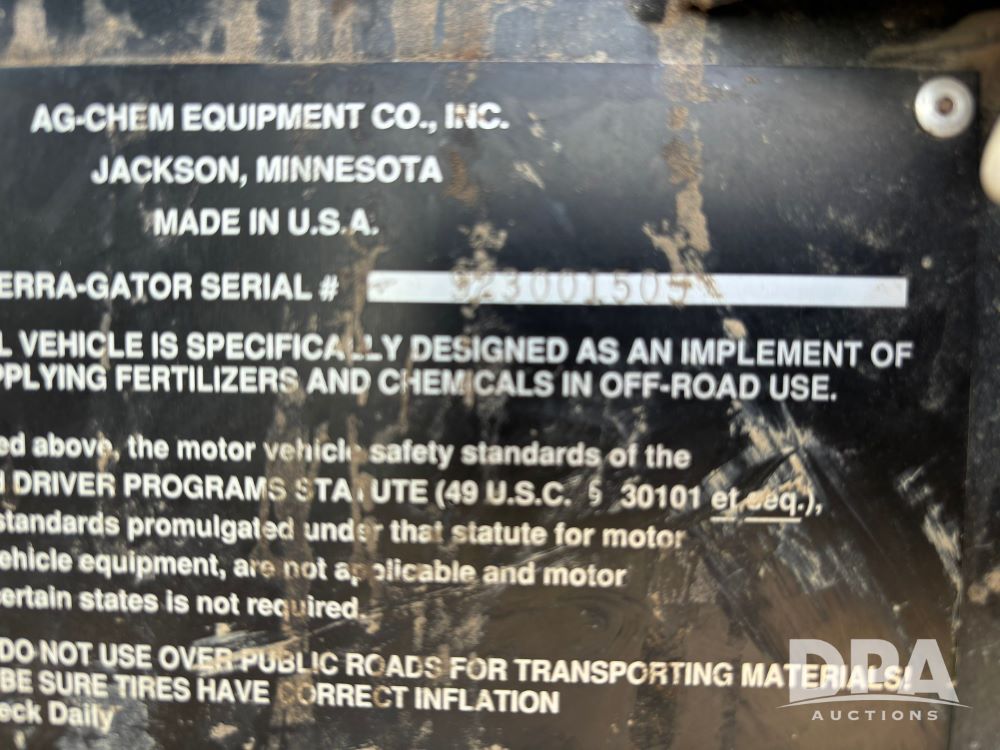 AG-CHEM EQUIPMENT CO., INC.
JACKSON, MINNESOTA
MADE IN U.S.A.
ERRA-GATOR SERIAL #
L VEHICLE IS SPECIFICALLY DESIGNED AS AN IMPLEMENT OF
PPLYING FERTILIZERS AND CHEMICALS IN OFF-ROAD USE.
ed above, the motor vehicle safety standards of the
DRIVER PROGRAMS STATUTE (49 U.S.C. § 30101 et seq.),
standards promulgated under that statute for motor
ehicle equipment, are not applicable and motor
ertain states is not required.
DO NOT USE OVER PUBLIC ROADS FOR TRANSPORTING MATERIALS!
BE SURE TIRES HAVE CORRECT INFLATION
eck Daily
DPA
AUCTIONS